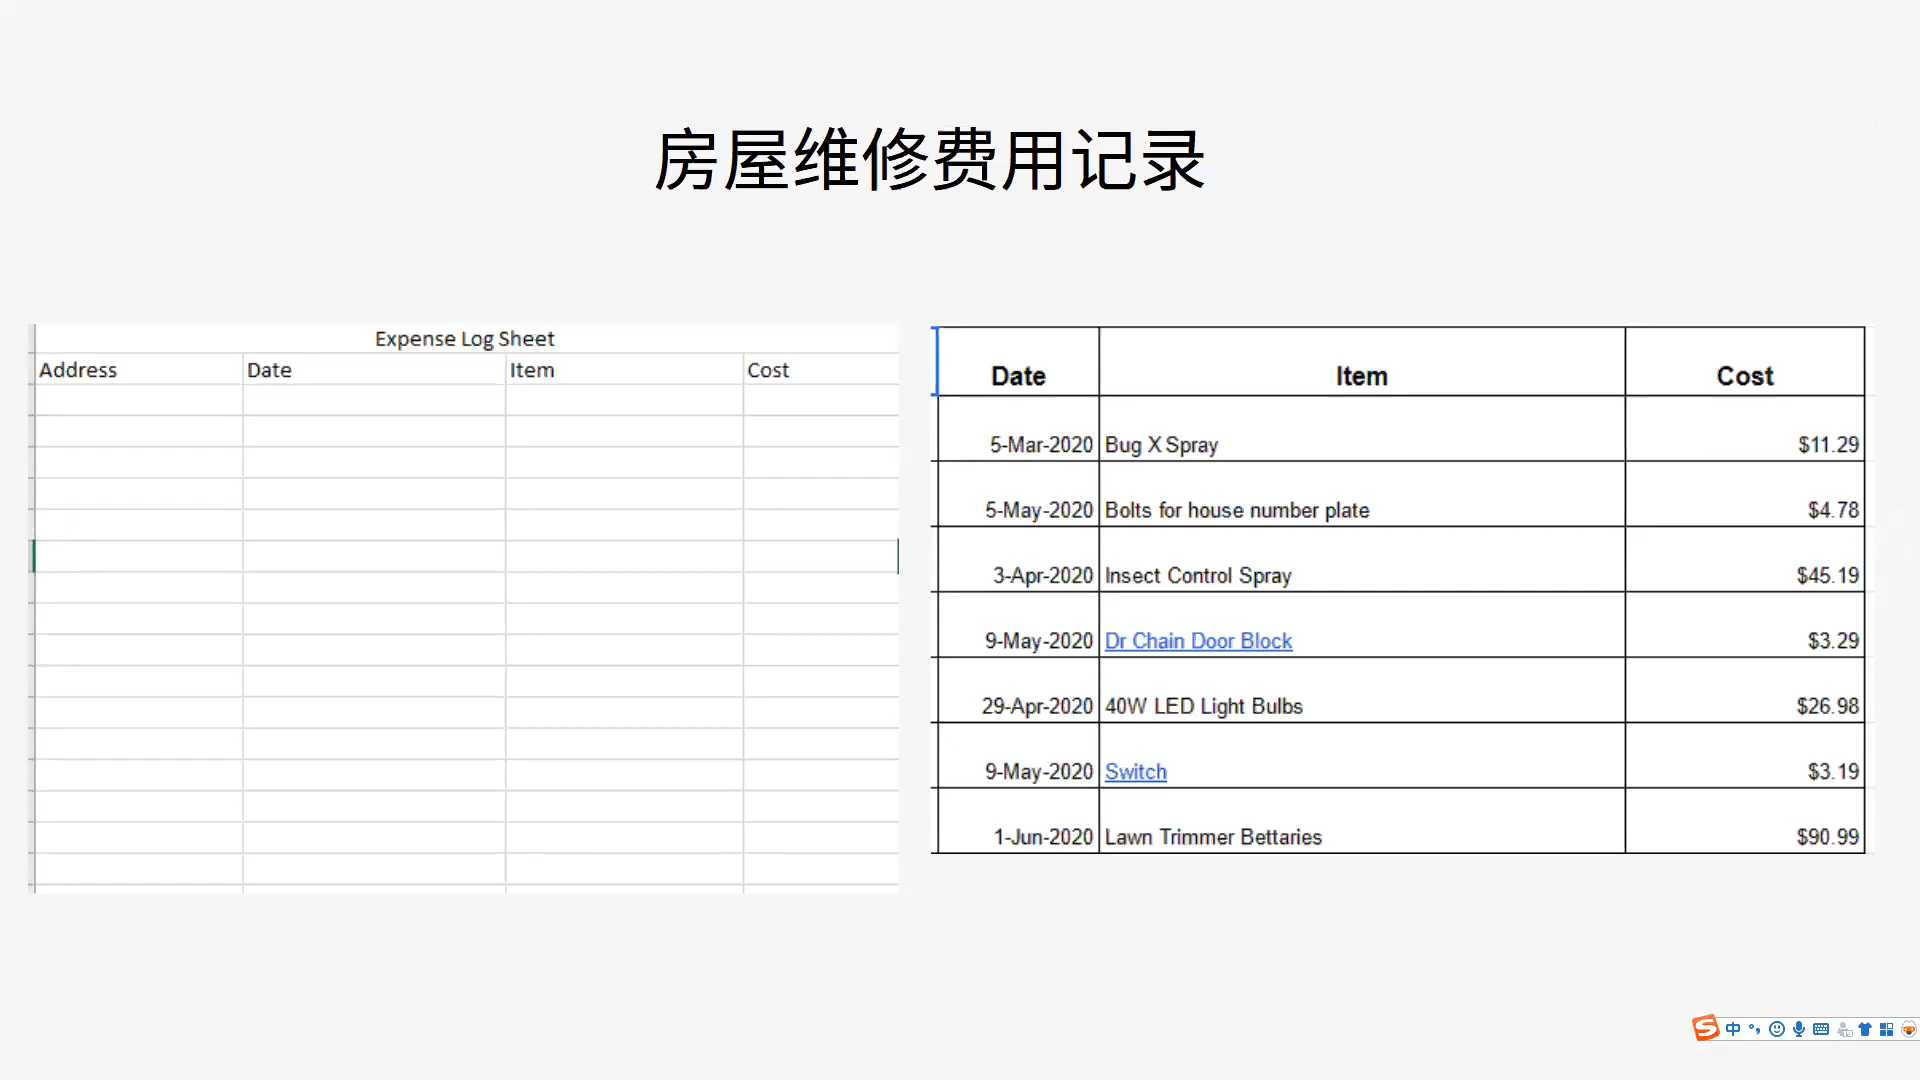 房屋维修费用记录
Expense Log Sheet
Address Date Item Cost
Date Item Cost
5-Mar-2020 Bug X Spray $11.29
5-May-2020 Bolts for house number plate $4.78
3-Apr-2020 Insect Control Spray $45.19
9-May-2020 Dr Chain Door Block $3.29
29-Apr-2020 40W LED Light Bulbs $26.98
9-May-2020 Switch $3.19
1-Jun-2020 Lawn Trimmer Bettaries $90.99
中